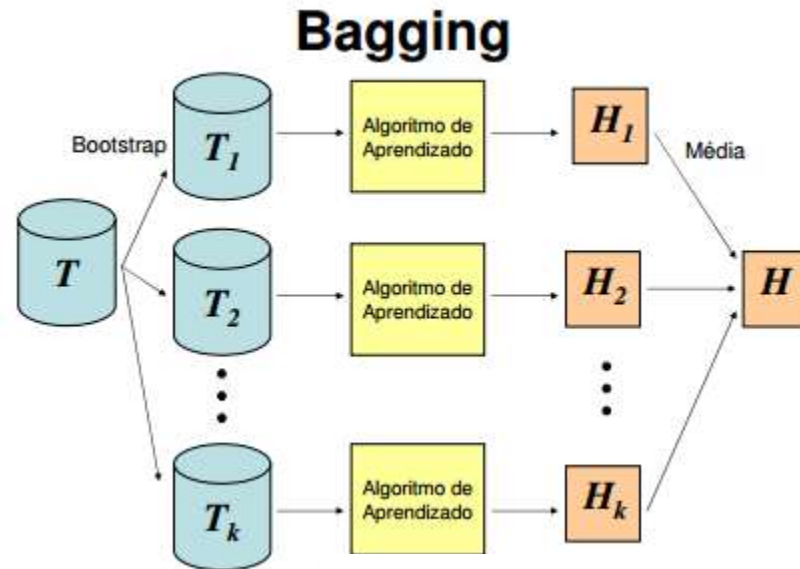 Bagging
Bootstrap
T
T1
Algoritmo de
Aprendizado
H1
Média
T2
Algoritmo de
Aprendizado
H2
H
Tk
Algoritmo de
Aprendizado
Hk